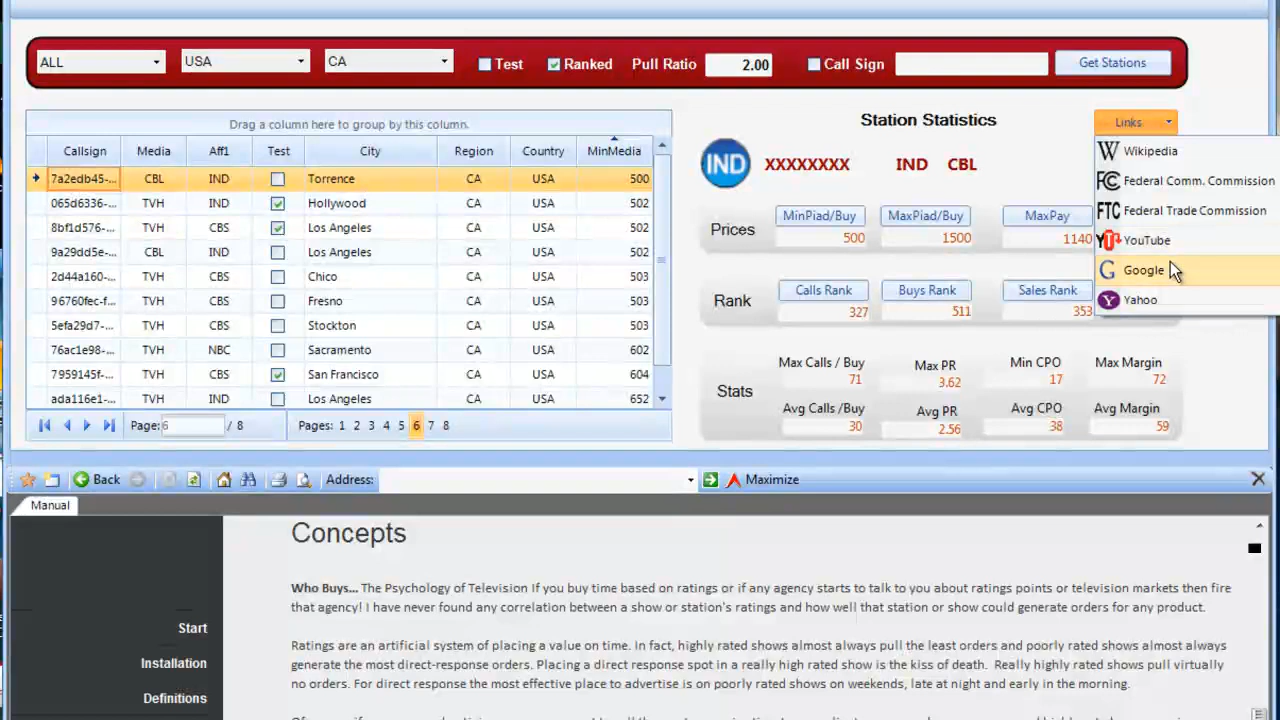 ALL USA CA Test Ranked Pull Ratio 2.00 Call Sign Get Stations
Drag a column here to group by this column.
Callsign Media Aff1 Test City Region Country MinMedia
7a2edb45-... CBL IND Torrence CA USA 500
065d6336-... TVH IND Hollywood CA USA 502
8bf1d576-... TVH CBS Los Angeles CA USA 502
9a29dd5e-... CBL IND Los Angeles CA USA 502
2d44a160-... TVH CBS Chico CA USA 503
96760fec-f... TVH CBS Fresno CA USA 503
5efa29d7-... TVH CBS Stockton CA USA 503
76ac1e98-... TVH NBC Sacramento CA USA 602
7959145f-... TVH CBS San Francisco CA USA 604
ada116e1-... TVH IND Los Angeles CA USA 652
Page: 6 / 8 Pages: 1 2 3 4 5 6 7 8
Station Statistics
Links
IND XXXXXXXX IND CBL
Wikipedia
FCC Federal Comm. Commission
FTC Federal Trade Commission
YouTube
G Google
Yahoo
Prices MinPiad/Buy MaxPiad/Buy MaxPay
500 1500 1140
Rank Calls Rank Buys Rank Sales Rank
327 511 353
Stats
Max Calls / Buy Max PR Min CPO Max Margin
71 3.62 17 72
Avg Calls /Buy Avg PR Avg CPO Avg Margin
30 2.56 38 59
Back Address: Maximize
Manual
Start
Installation
Definitions
Concepts
Who Buys... The Psychology of Television If you buy time based on ratings or if any agency starts to talk to you about ratings points or television markets then fire
that agency! I have never found any correlation between a show or station's ratings and how well that station or show could generate orders for any product.
Ratings are an artificial system of placing a value on time. In fact, highly rated shows almost always pull the least orders and poorly rated shows almost always
generate the most direct-response orders. Placing a direct response spot in a really high rated show is the kiss of death. Really highly rated shows pull virtually
no orders. For direct response the most effective place to advertise is on poorly rated shows on weekends, late at night and early in the morning.